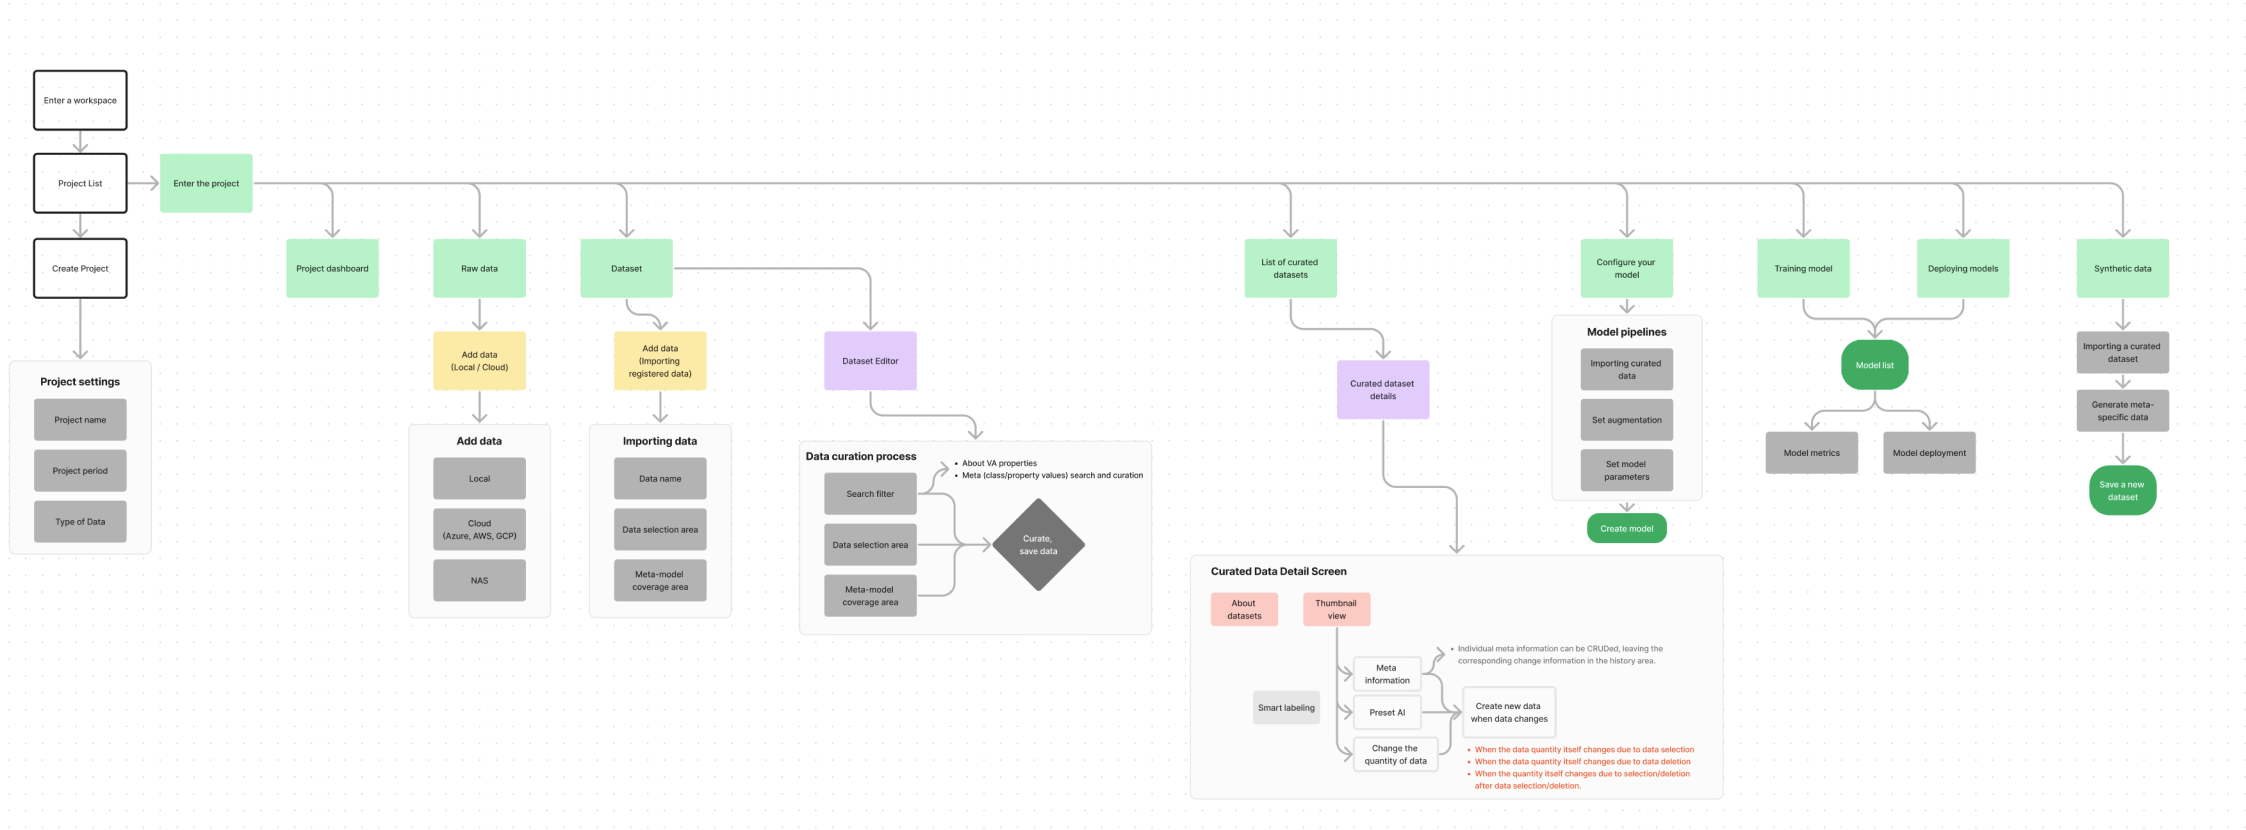 Enter a workspace
Project List
Enter the project
Create Project
Project settings
Project name
Project period
Type of Data
Project dashboard
Raw data
Add data
(Local / Cloud)
Add data
Local
Cloud
(Azure, AWS, GCP)
NAS
Dataset
Add data
(Importing
registered data)
Importing data
Data name
Data selection area
Meta-model
coverage area
Dataset Editor
Data curation process
Search filter
• About VA properties
• Meta (class/property values) search and curation
Data selection area
Meta-model
coverage area
Curate,
save data
List of curated
datasets
Curated dataset
details
Curated Data Detail Screen
About
datasets
Thumbnail
view
Smart labeling
Meta
information
• Individual meta information can be CRUDed, leaving the
corresponding change information in the history area.
Preset AI
Change the
quantity of data
Create new data
when data changes
• When the data quantity itself changes due to data selection
• When the data quantity itself changes due to data deletion
• When the quantity itself changes due to selection/deletion
after data selection/deletion.
Configure your
model
Model pipelines
Importing curated
data
Set augmentation
Set model
parameters
Create model
Training model
Deploying models
Model list
Model metrics
Model deployment
Synthetic data
Importing a curated
dataset
Generate meta-
specific data
Save a new
dataset